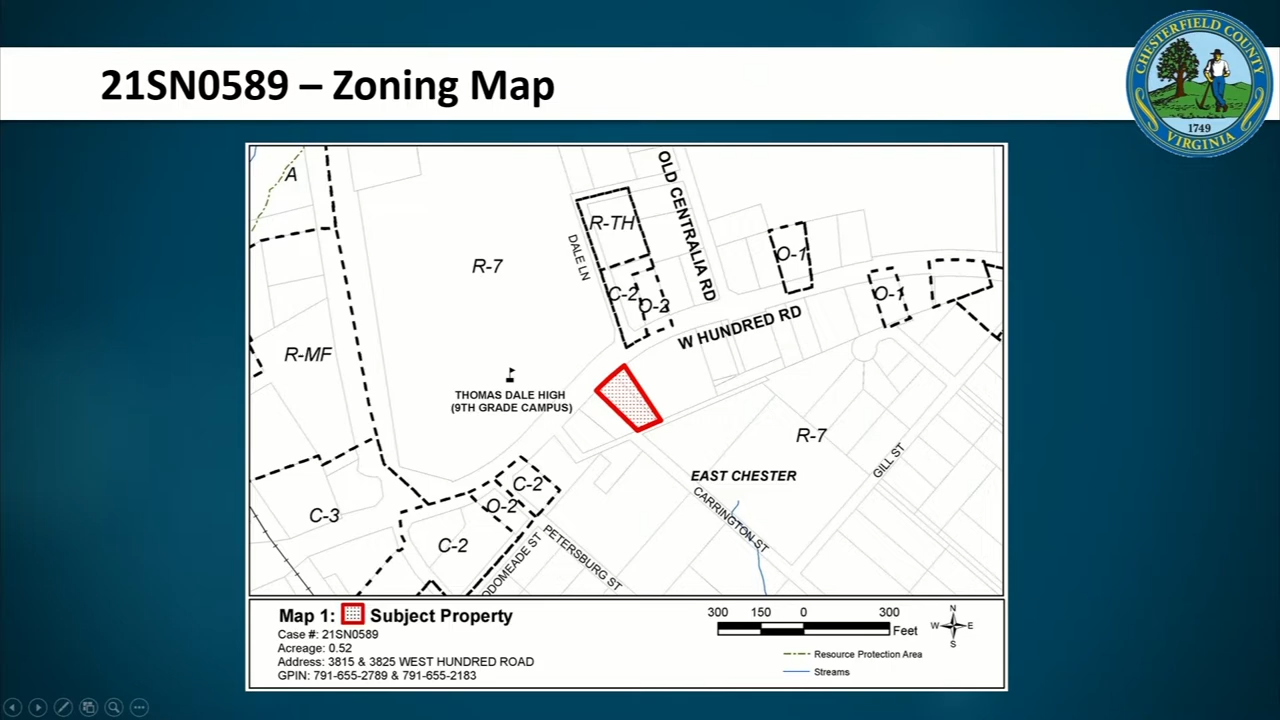 21SN0589 – Zoning Map
CHESTERFIELD COUNTY
1749
VIRGINIA
A
R-7
R-TH
DALE LN
OLD CENTRALIA RD
O-1
C-2
O-2
O-1
W HUNDRED RD
R-MF
THOMAS DALE HIGH
(9TH GRADE CAMPUS)
R-7
GILL ST
EAST CHESTER
C-2
O-2
CARRINGTON ST
C-3
C-2
ODOMEADE ST
PETERSBURG ST
Map 1: Subject Property
Case #: 21SN0589
Acreage: 0.52
Address: 3815 & 3825 WEST HUNDRED ROAD
GPIN: 791-655-2789 & 791-655-2183
300 150 0 300
Feet
N
W E
S
Resource Protection Area
Streams